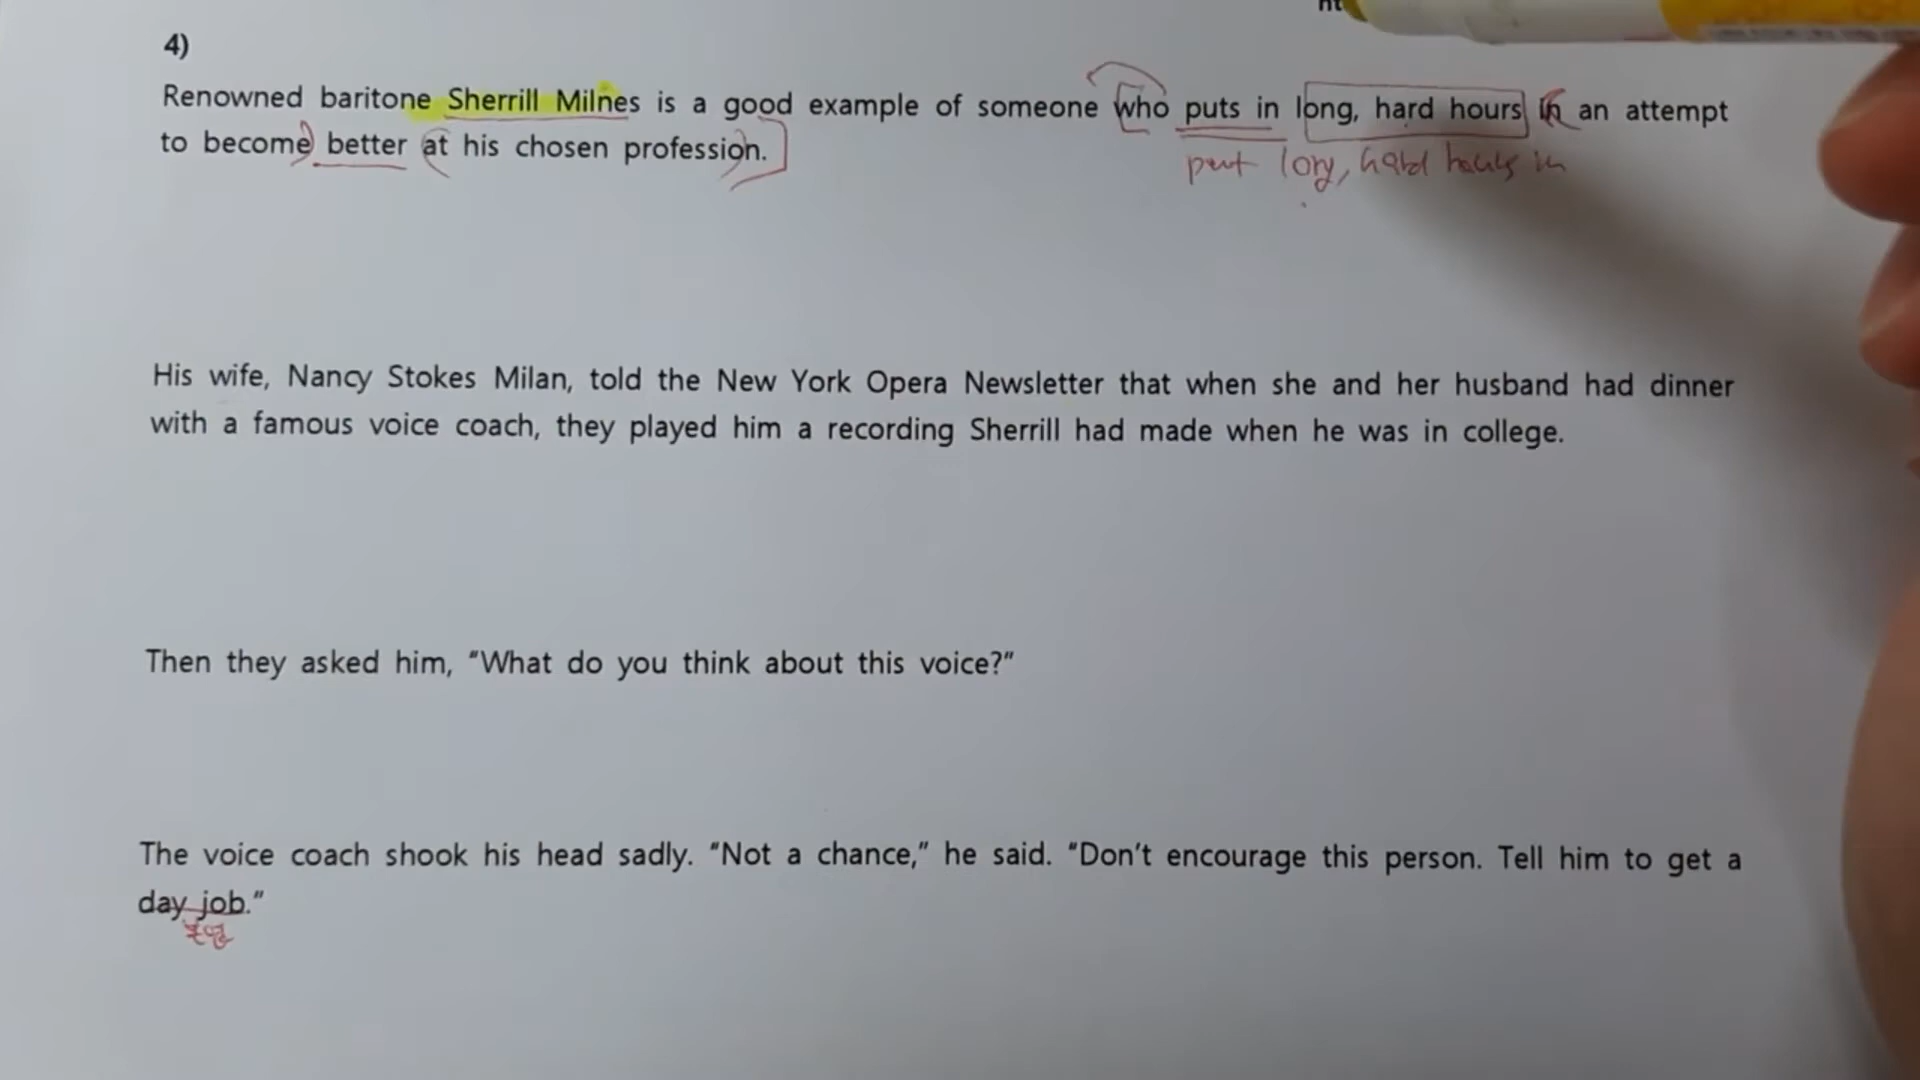 4)
Renowned baritone Sherrill Milnes is a good example of someone who puts in long, hard hours in an attempt
to become better at his chosen profession.
put long, hard hours in
His wife, Nancy Stokes Milan, told the New York Opera Newsletter that when she and her husband had dinner
with a famous voice coach, they played him a recording Sherrill had made when he was in college.
Then they asked him, "What do you think about this voice?"
The voice coach shook his head sadly. "Not a chance," he said. "Don't encourage this person. Tell him to get a
day job."